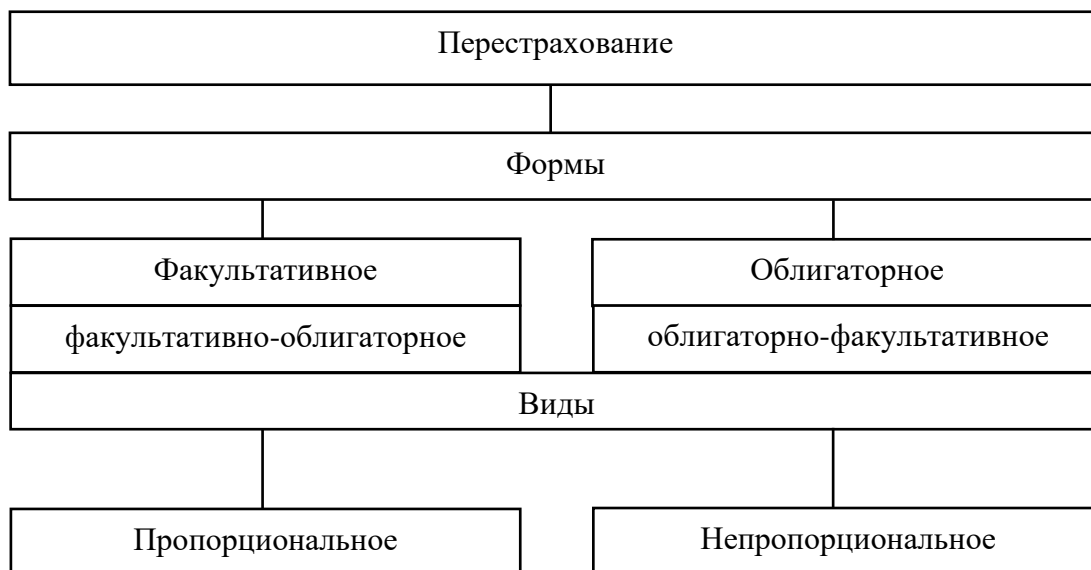 Перестрахование
Формы
Факультативное
Облигаторное
факультативно-облигаторное
облигаторно-факультативное
Виды
Пропорциональное
Непропорциональное